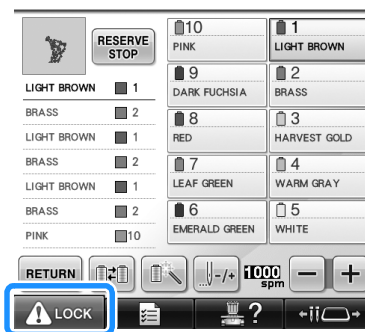 RESERVE
STOP
LIGHT BROWN 1
BRASS 2
LIGHT BROWN 1
BRASS 2
LIGHT BROWN 1
BRASS 2
PINK 10
10
PINK
1
LIGHT BROWN
9
DARK FUCHSIA
2
BRASS
8
RED
3
HARVEST GOLD
7
LEAF GREEN
4
WARM GRAY
6
EMERALD GREEN
5
WHITE
RETURN
-/+
1000
spm
− +
LOCK
?